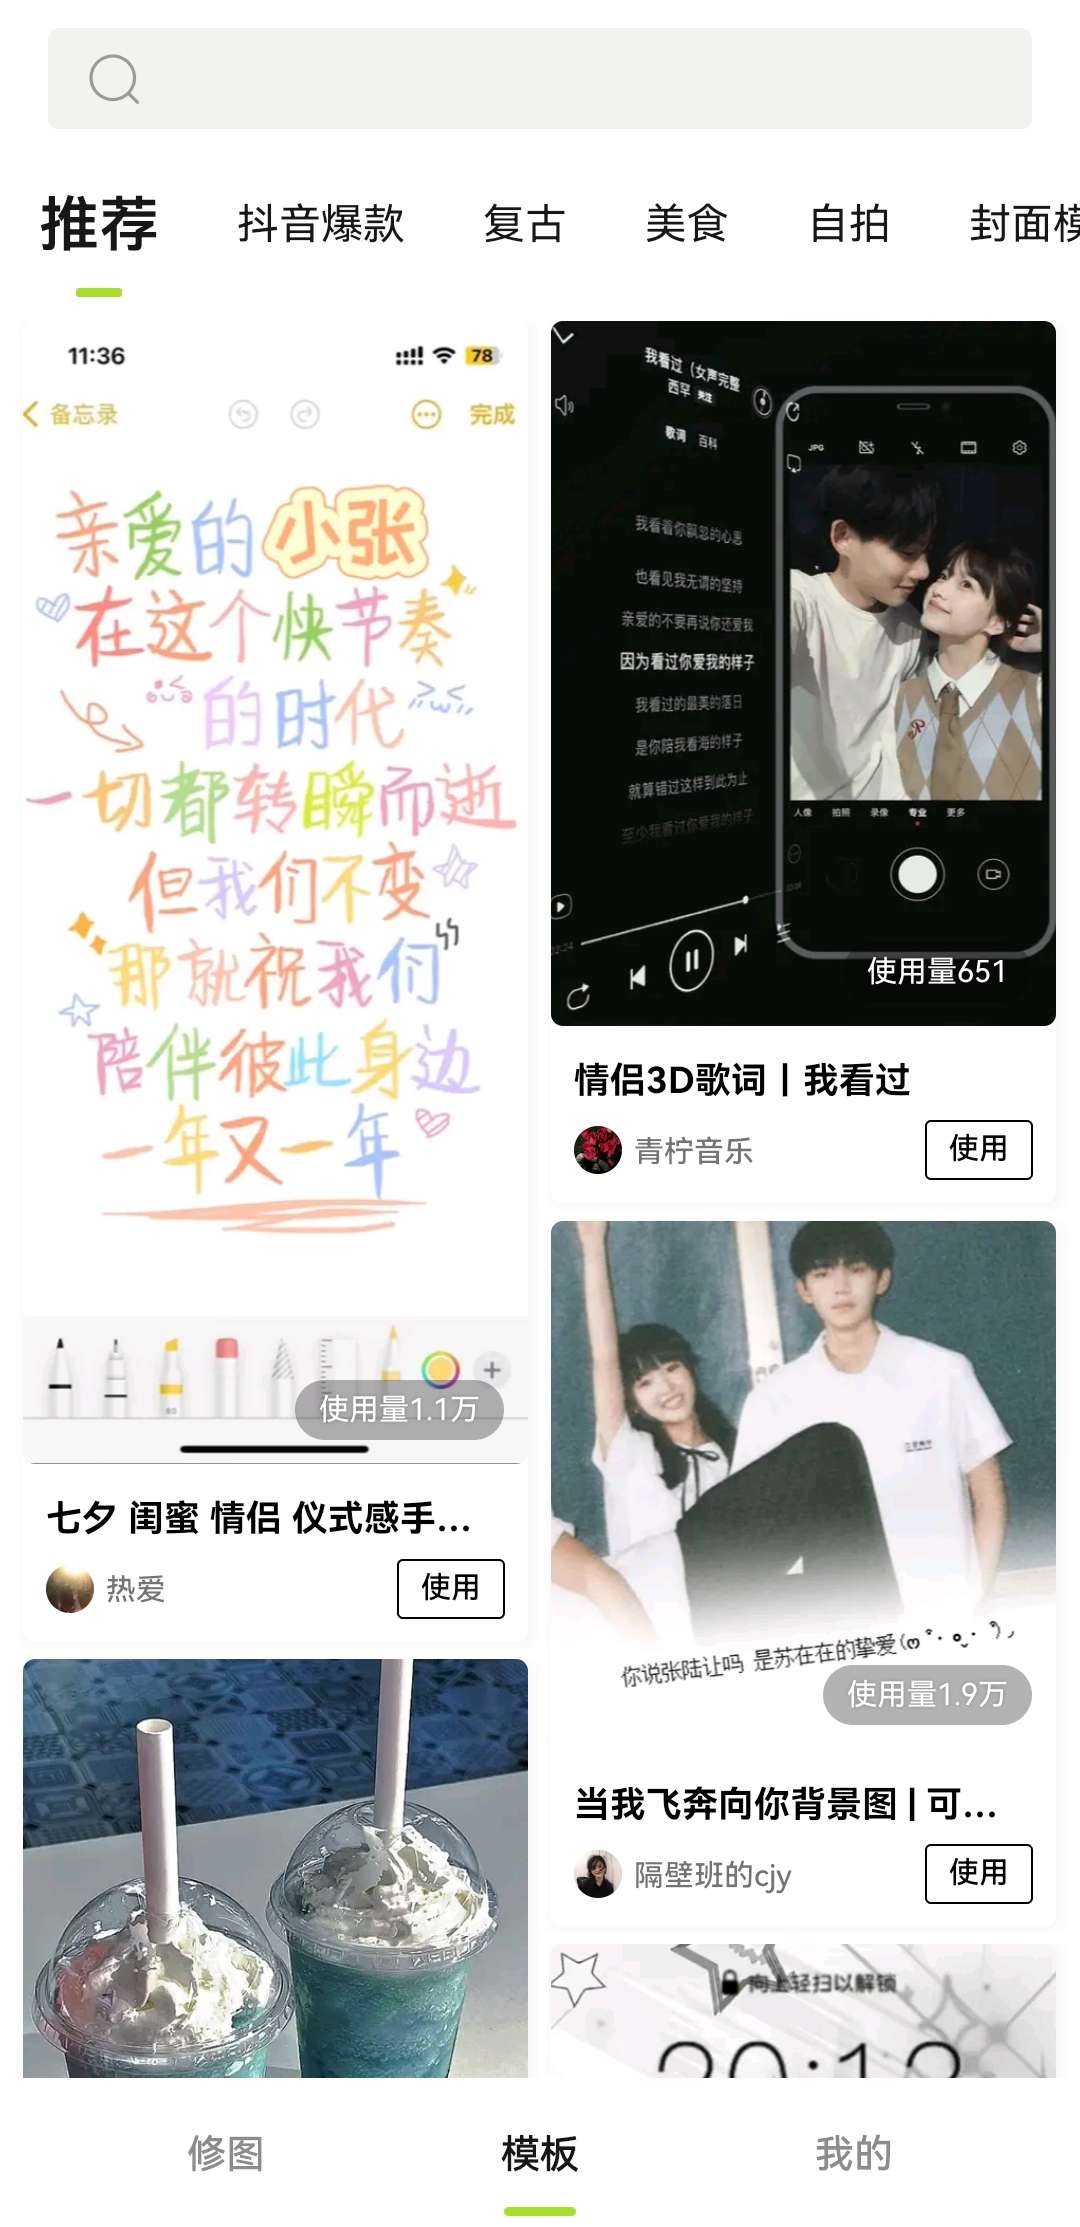 推荐
抖音爆款
复古
美食
自拍
封面模
11:36
78
备忘录
完成
亲爱的小张
在这个快节奏
的时代
一切都转瞬而逝
但我们不变
那就祝我们
陪伴彼此身边
一年又一年
80
使用量1.1万
七夕 闺蜜 情侣 仪式感手...
热爱
使用
我看过（女声完整
西罕 关注
歌词 百科
我看着你飘忽的心思
也看见我无谓的坚持
亲爱的不要再说你还爱我
因为看过你爱我的样子
我看过的最美的落日
是你陪我看海的样子
就算错过这样到此为止
至少我看过你爱我的样子
JPG
人像 拍照 录像 专业 更多
使用量651
情侣3D歌词丨我看过
青柠音乐
使用
你说张陆让吗 是苏在在的挚爱
使用量1.9万
当我飞奔向你背景图 | 可...
隔壁班的cjy
使用
向上轻扫以解锁
20:12
修图
模板
我的